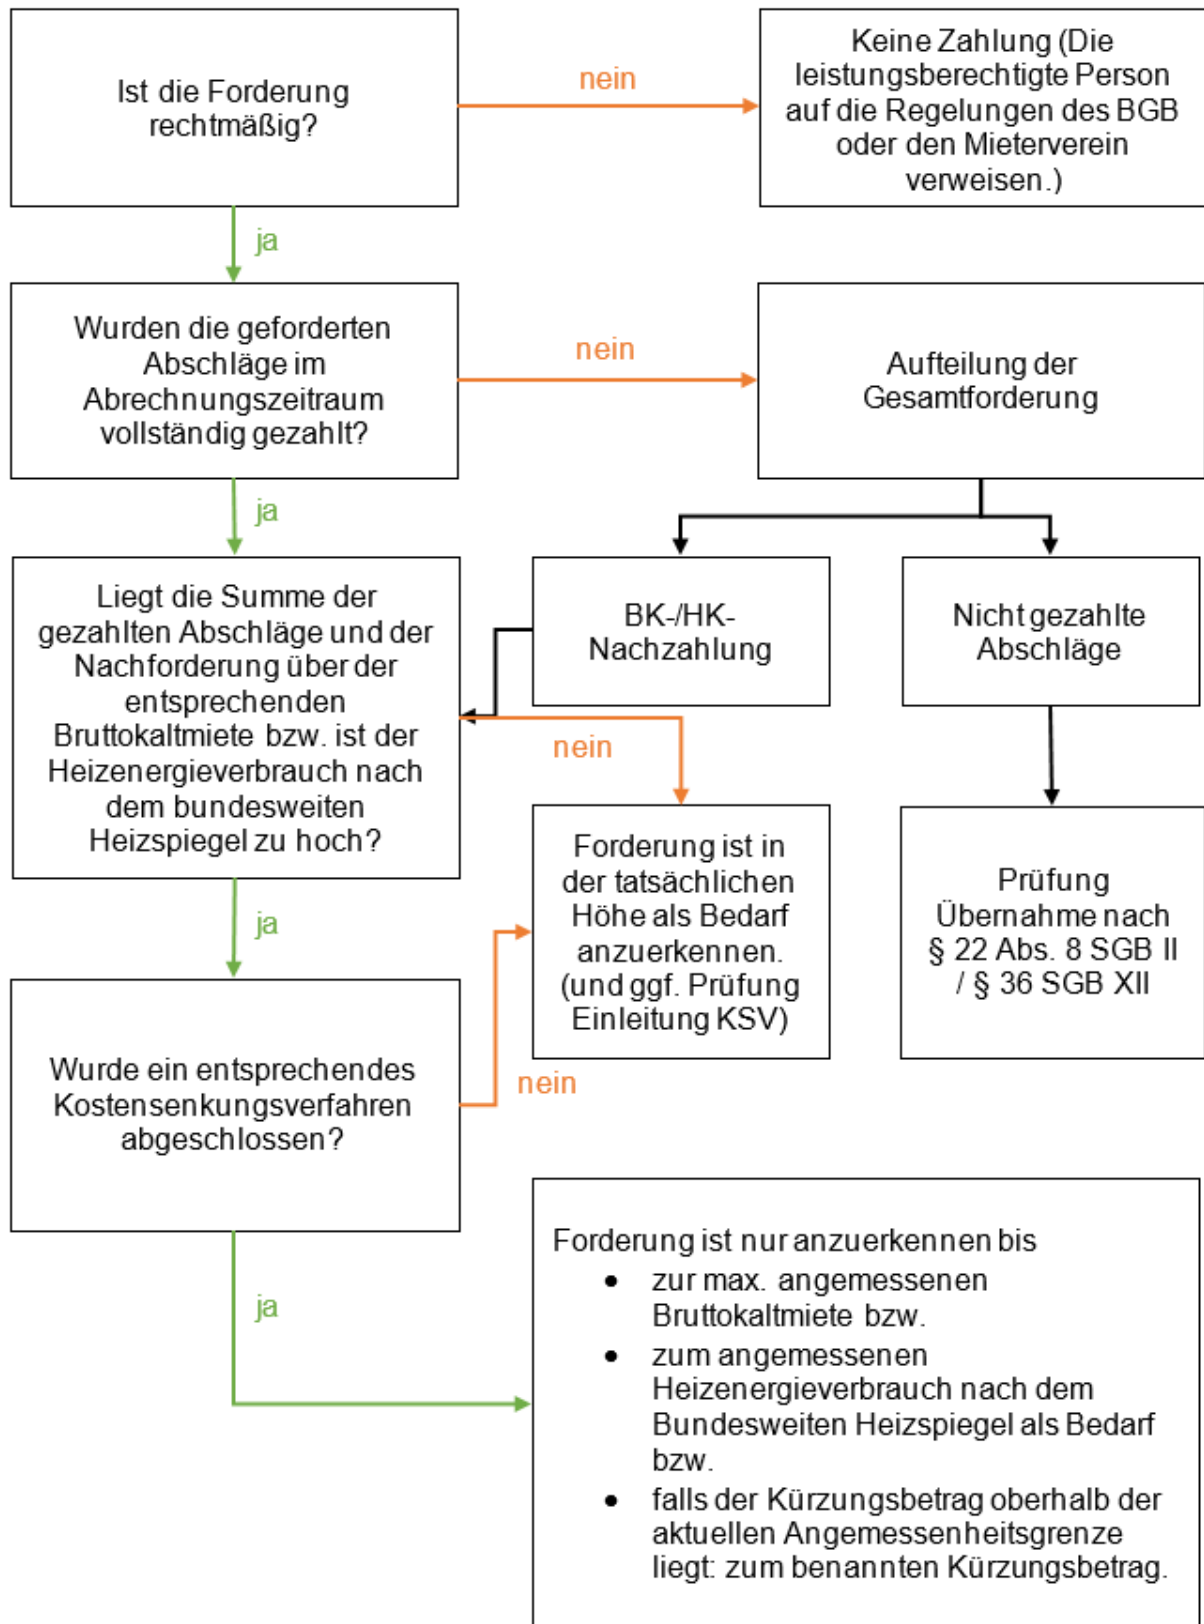 Ist die Forderung
rechtmäßig?
nein
Keine Zahlung (Die
leistungsberechtigte Person
auf die Regelungen des BGB
oder den Mieterverein
verweisen.)
ja
Wurden die geforderten
Abschläge im
Abrechnungszeitraum
vollständig gezahlt?
nein
Aufteilung der
Gesamtforderung
ja
Liegt die Summe der
gezahlten Abschläge und der
Nachforderung über der
entsprechenden
Bruttokaltmiete bzw. ist der
Heizenergieverbrauch nach
dem bundesweiten
Heizspiegel zu hoch?
BK-/HK-
Nachzahlung
Nicht gezahlte
Abschläge
nein
Forderung ist in
der tatsächlichen
Höhe als Bedarf
anzuerkennen.
(und ggf. Prüfung
Einleitung KSV)
Prüfung
Übernahme nach
§ 22 Abs. 8 SGB II
/ § 36 SGB XII
ja
Wurde ein entsprechendes
Kostensenkungsverfahren
abgeschlossen?
nein
ja
Forderung ist nur anzuerkennen bis
• zur max. angemessenen
Bruttokaltmiete bzw.
• zum angemessenen
Heizenergieverbrauch nach dem
Bundesweiten Heizspiegel als Bedarf
bzw.
• falls der Kürzungsbetrag oberhalb der
aktuellen Angemessenheitsgrenze
liegt: zum benannten Kürzungsbetrag.